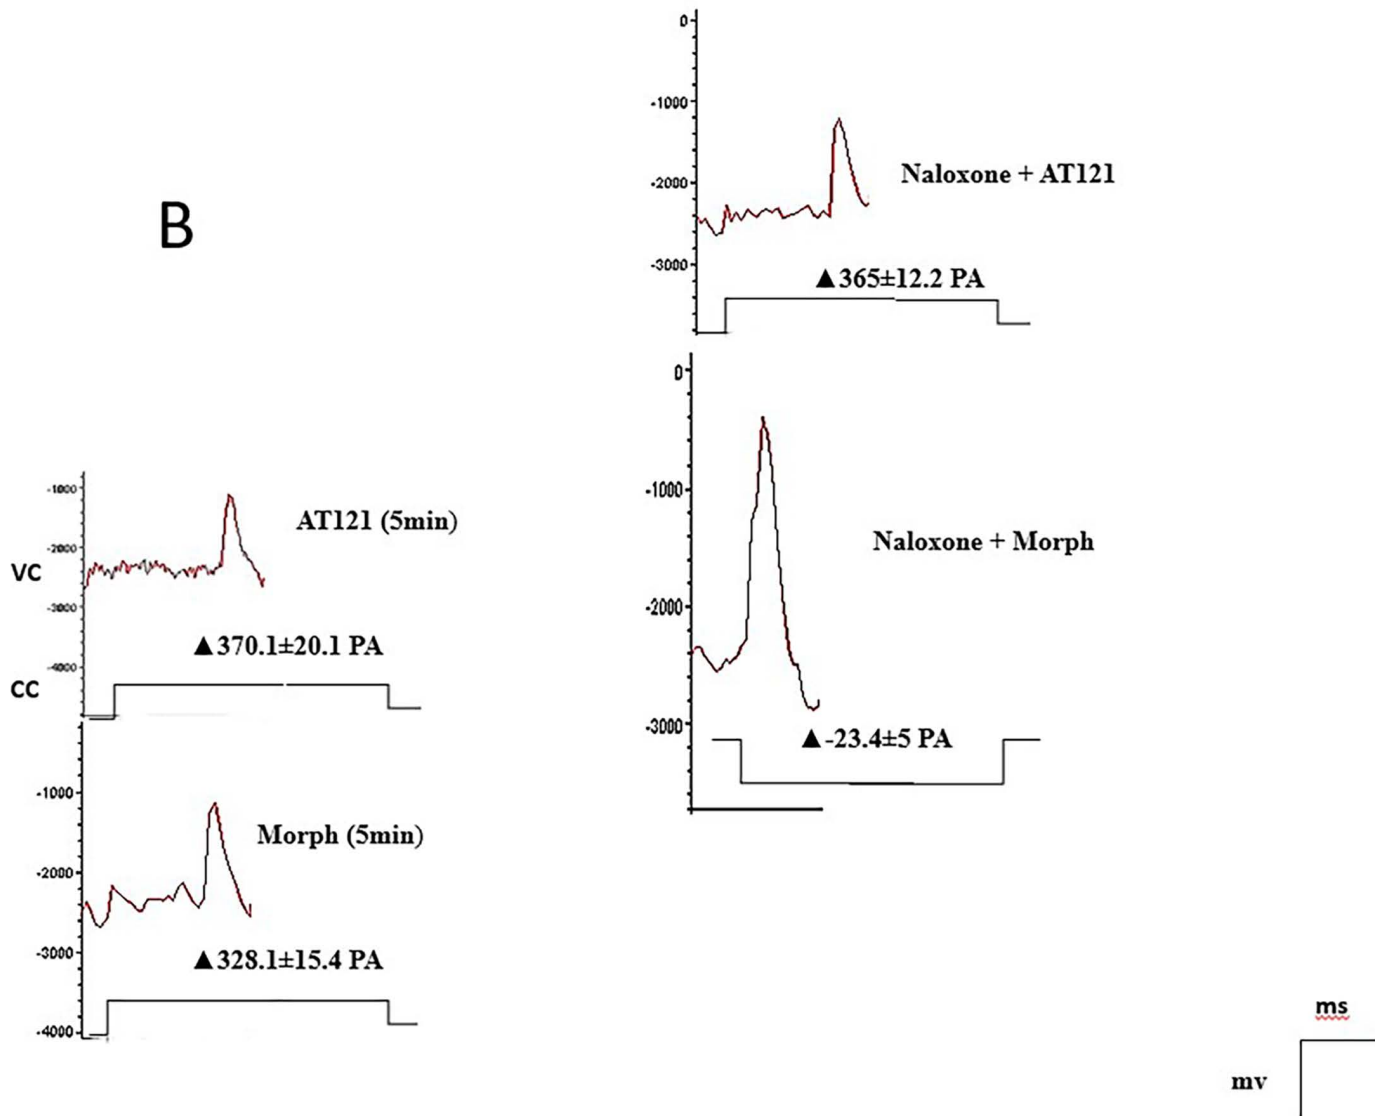 B
0
-1000
-2000
-3000
Naloxone + AT121
▲365±12.2 PA
0
-1000
-2000
-3000
Naloxone + Morph
▲-23.4±5 PA
VC
CC
-1000
-2000
-3000
-4000
AT121 (5min)
▲370.1±20.1 PA
-1000
-2000
-3000
-4000
Morph (5min)
▲328.1±15.4 PA
ms
mv